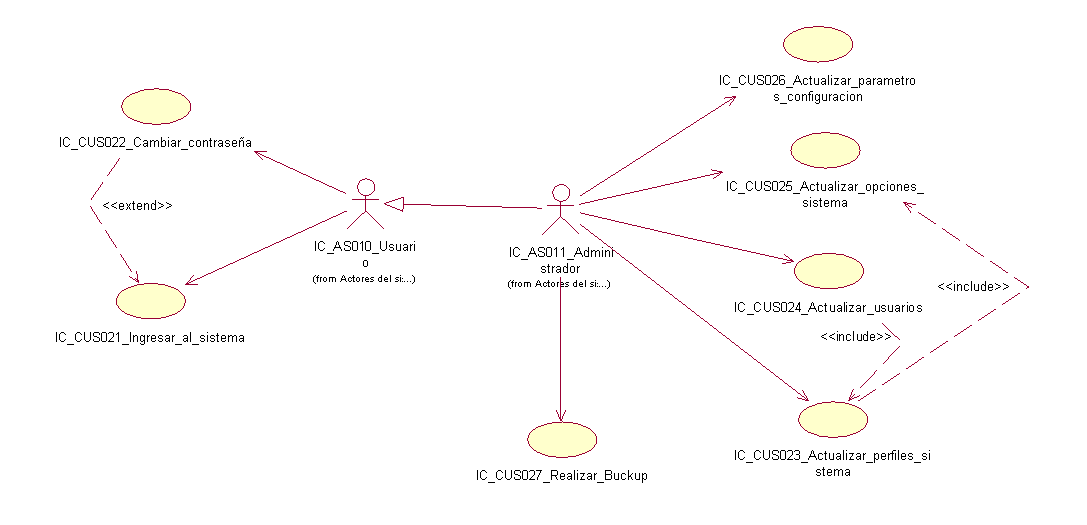 IC_CUS026_Actualizar_parametro
s_configuracion
IC_CUS022_Cambiar_contraseña
IC_CUS025_Actualizar_opciones_
sistema
<<extend>>
IC_AS010_Usuari
o
(from Actores del si:...)
IC_AS011_Admini
strador
(from Actores del si:...)
<<include>>
IC_CUS024_Actualizar_usuarios
IC_CUS021_Ingresar_al_sistema
<<include>>
IC_CUS023_Actualizar_perfiles_si
stema
IC_CUS027_Realizar_Buckup